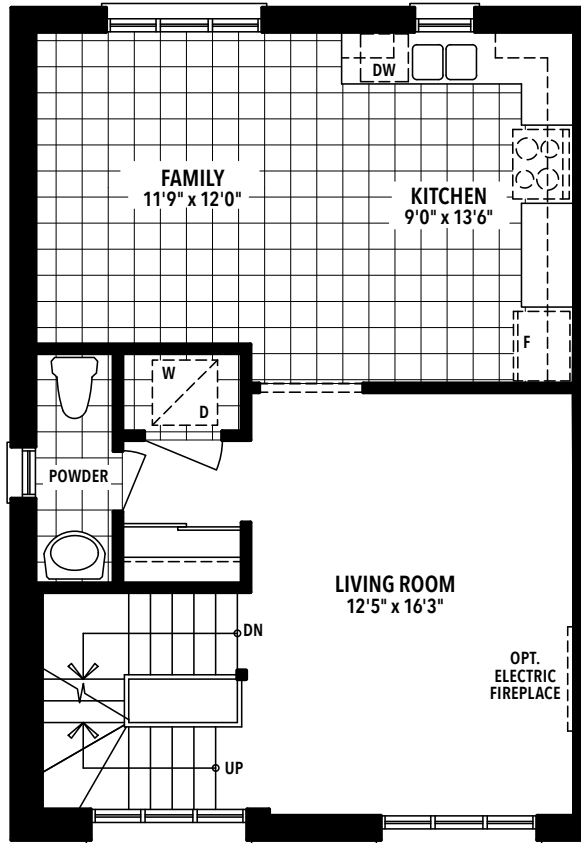 DW
FAMILY
11'9" x 12'0"
KITCHEN
9'0" x 13'6"
F
W
D
POWDER
LIVING ROOM
12'5" x 16'3"
DN
OPT.
ELECTRIC
FIREPLACE
UP